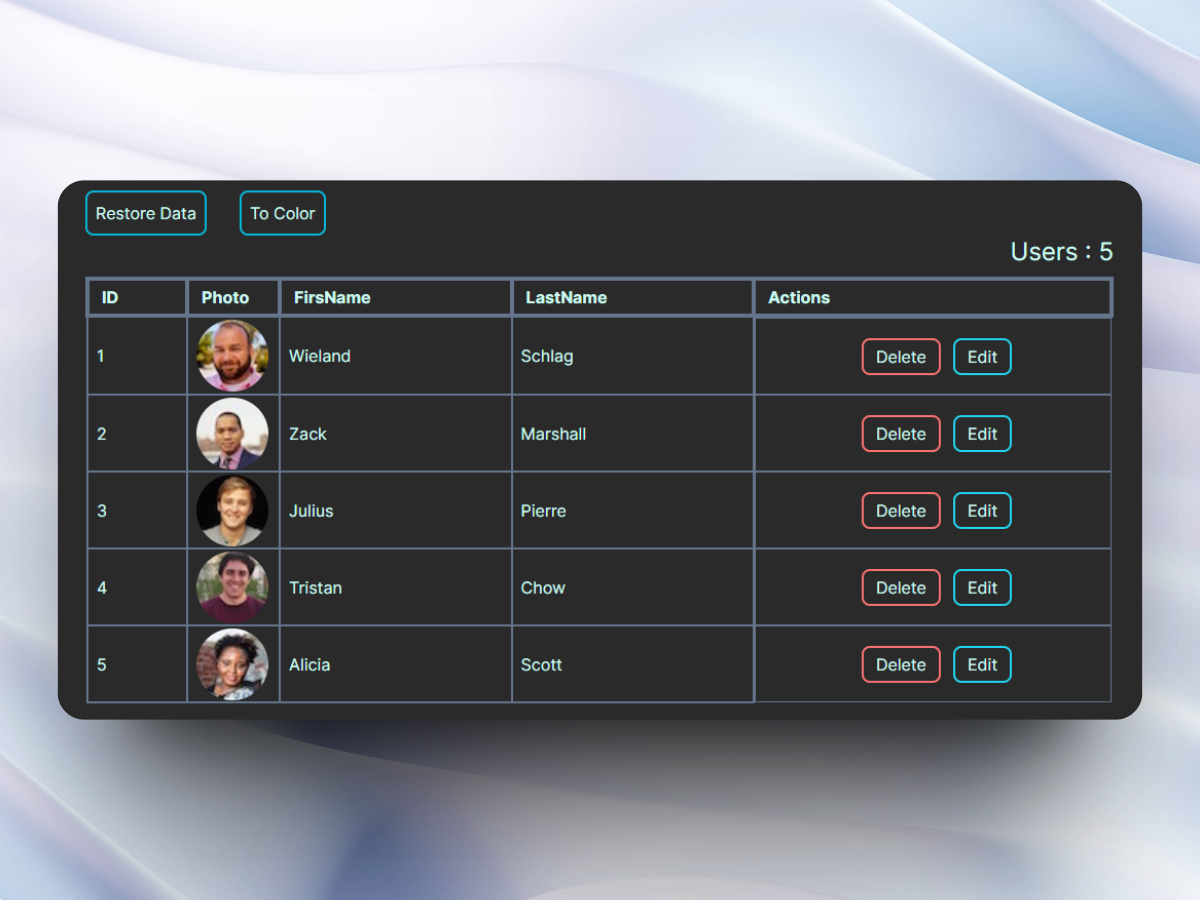 Restore Data To Color
Users : 5
ID Photo FirsName LastName Actions
1 Wieland Schlag Delete Edit
2 Zack Marshall Delete Edit
3 Julius Pierre Delete Edit
4 Tristan Chow Delete Edit
5 Alicia Scott Delete Edit